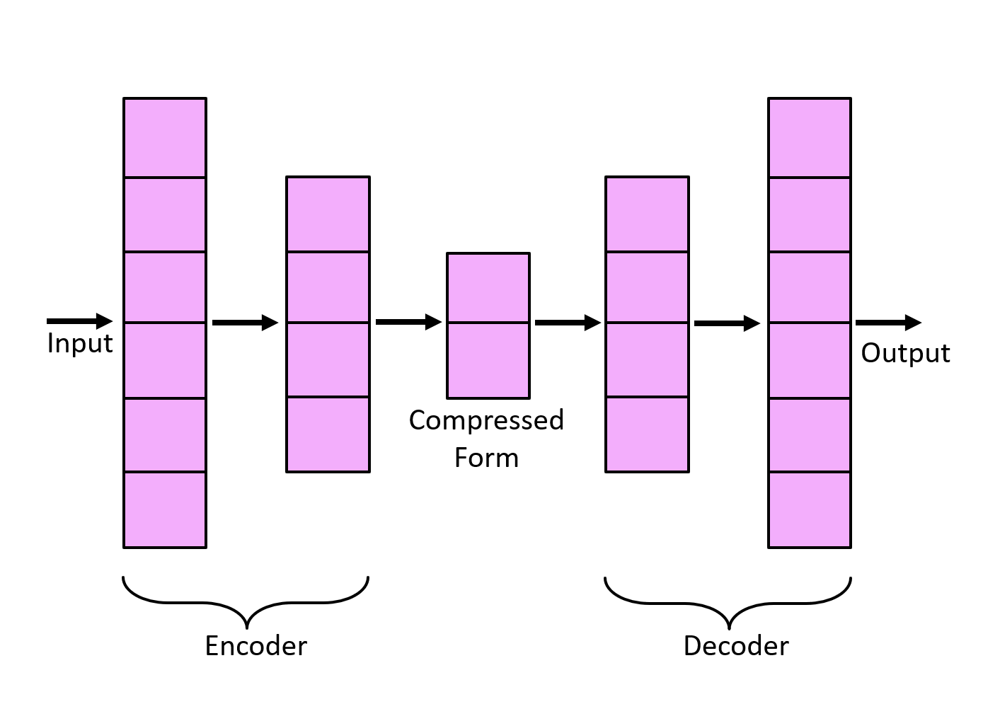 Input
Compressed
Form
Output
Encoder
Decoder